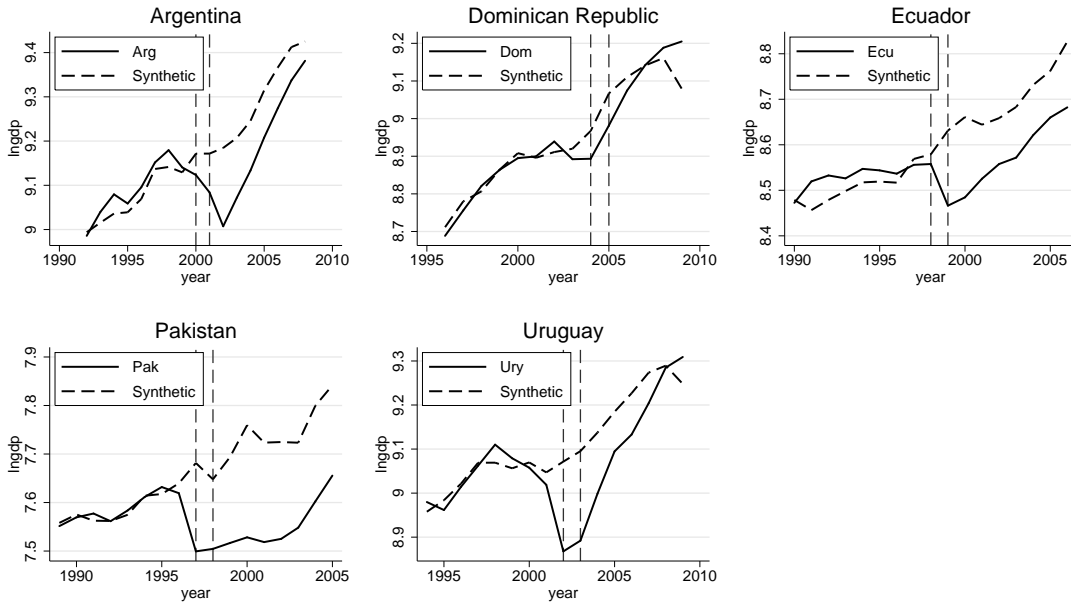 Argentina
Arg
Synthetic
lngdp
9.4
9.3
9.2
9.1
9
1990
1995
2000
2005
2010
year
Dominican Republic
Dom
Synthetic
lngdp
9.2
9.1
9
8.9
8.8
8.7
1995
2000
2005
2010
year
Ecuador
Ecu
Synthetic
lngdp
8.8
8.7
8.6
8.5
8.4
1990
1995
2000
2005
year
Pakistan
Pak
Synthetic
lngdp
7.9
7.8
7.7
7.6
7.5
1990
1995
2000
2005
year
Uruguay
Ury
Synthetic
lngdp
9.3
9.2
9.1
9
8.9
1995
2000
2005
2010
year